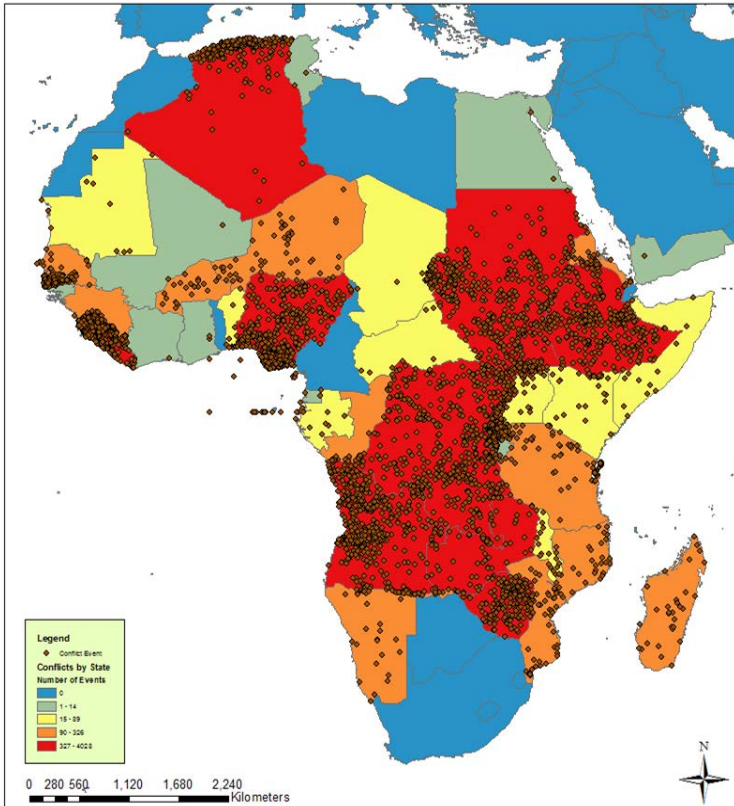 Legend
Conflict Event
Conflicts by State
Number of Events
0
1 - 14
15 - 89
90 - 326
327 - 4028
N
0 280 560 1,120 1,680 2,240
Kilometers